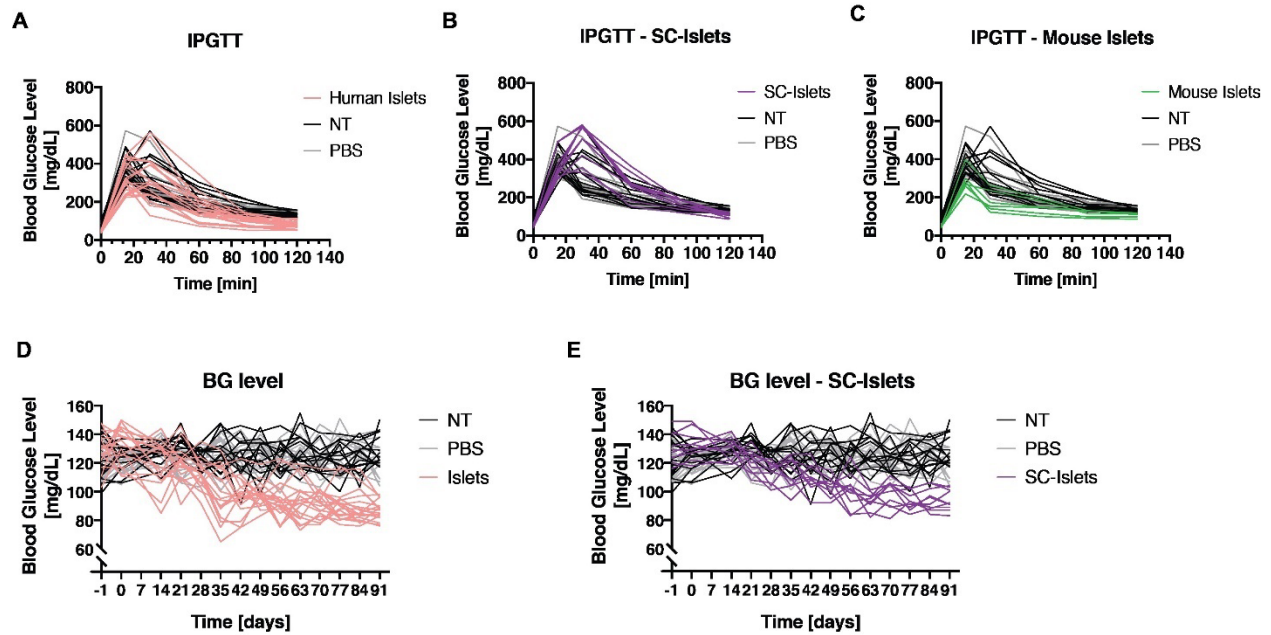 A
IPGTT
Blood Glucose Level
[mg/dL]
800
600
400
200
0
0 20 40 60 80 100 120 140
Time [min]
Human Islets
NT
PBS
B
IPGTT - SC-Islets
Blood Glucose Level
[mg/dL]
800
600
400
200
0
0 20 40 60 80 100 120 140
Time [min]
SC-Islets
NT
PBS
C
IPGTT - Mouse Islets
Blood Glucose Level
[mg/dL]
800
600
400
200
0
0 20 40 60 80 100 120 140
Time [min]
Mouse Islets
NT
PBS
D
BG level
Blood Glucose Level
[mg/dL]
160
140
120
100
80
60
-1 0 7 14 21 28 35 42 49 56 63 70 77 84 91
Time [days]
NT
PBS
Islets
E
BG level - SC-Islets
Blood Glucose Level
[mg/dL]
160
140
120
100
80
60
-1 0 7 14 21 28 35 42 49 56 63 70 77 84 91
Time [days]
NT
PBS
SC-Islets